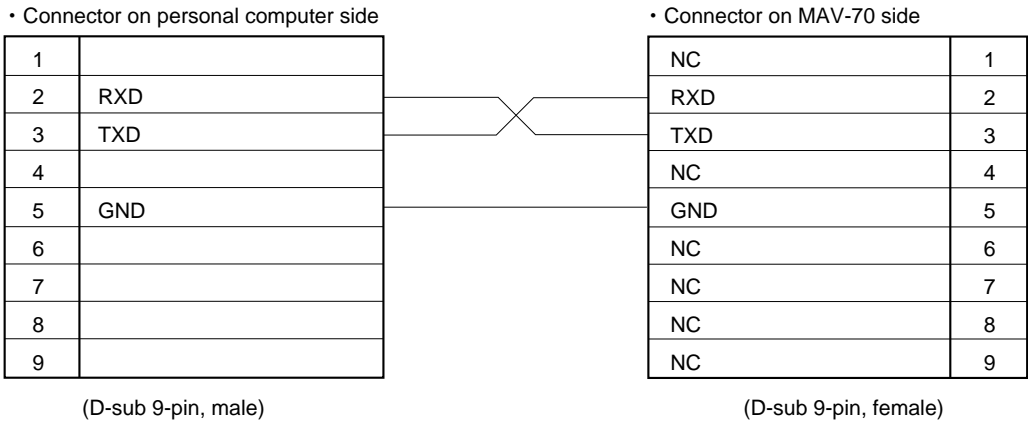 ・Connector on personal computer side
1
2 RXD
3 TXD
4
5 GND
6
7
8
9
(D-sub 9-pin, male)
・Connector on MAV-70 side
NC 1
RXD 2
TXD 3
NC 4
GND 5
NC 6
NC 7
NC 8
NC 9
(D-sub 9-pin, female)